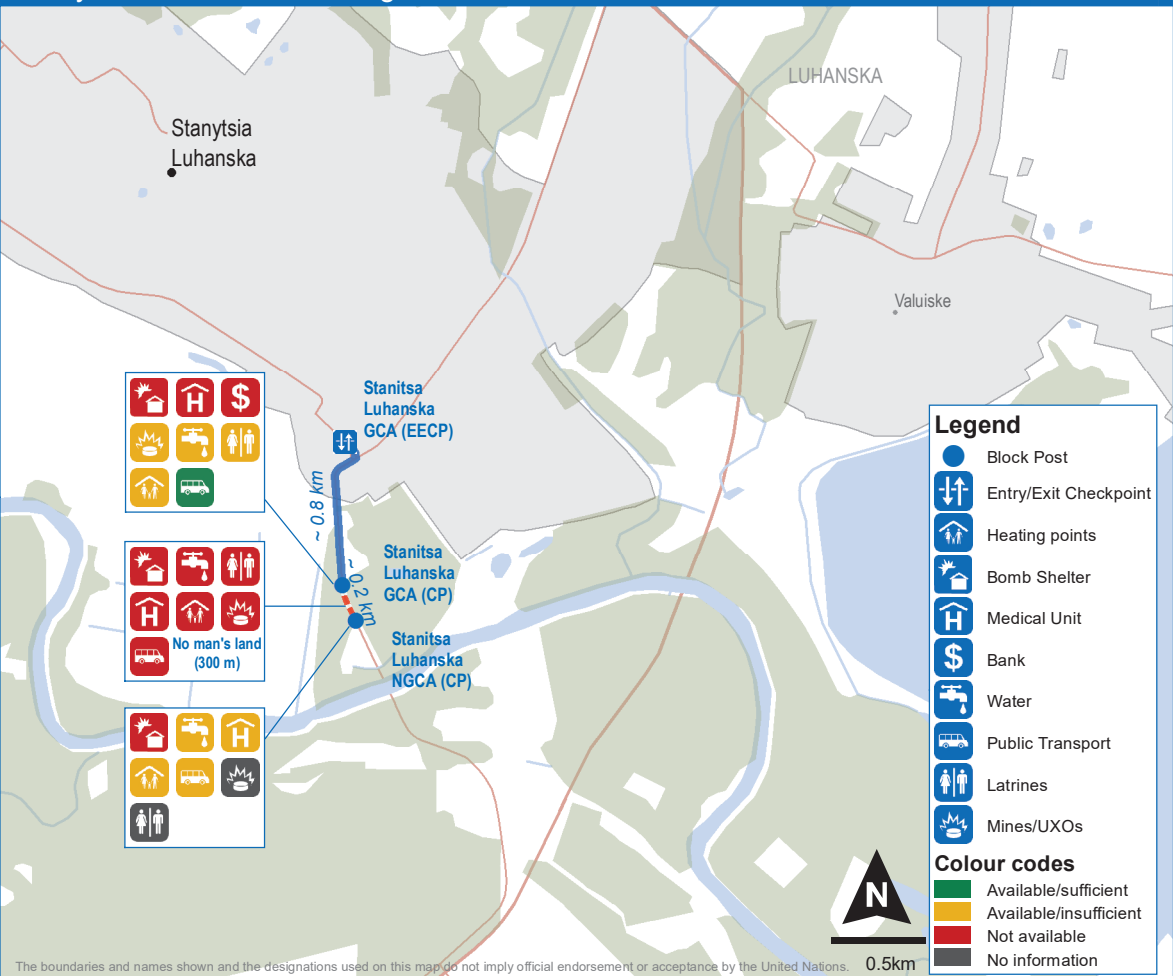 LUHANSKA
Stanytsia
Luhanska
Valuiske
Stanitsa
Luhanska
GCA (EECP)
~ 0.8 km
Stanitsa
Luhanska
GCA (CP)
~ 0.2 km
No man's land
(300 m)
Stanitsa
Luhanska
NGCA (CP)
Legend
Block Post
Entry/Exit Checkpoint
Heating points
Bomb Shelter
H
Medical Unit
$
Bank
Water
Public Transport
Latrines
Mines/UXOs
Colour codes
Available/sufficient
Available/insufficient
Not available
No information
H
$
H
H
N
0.5km
The boundaries and names shown and the designations used on this map do not imply official endorsement or acceptance by the United Nations.